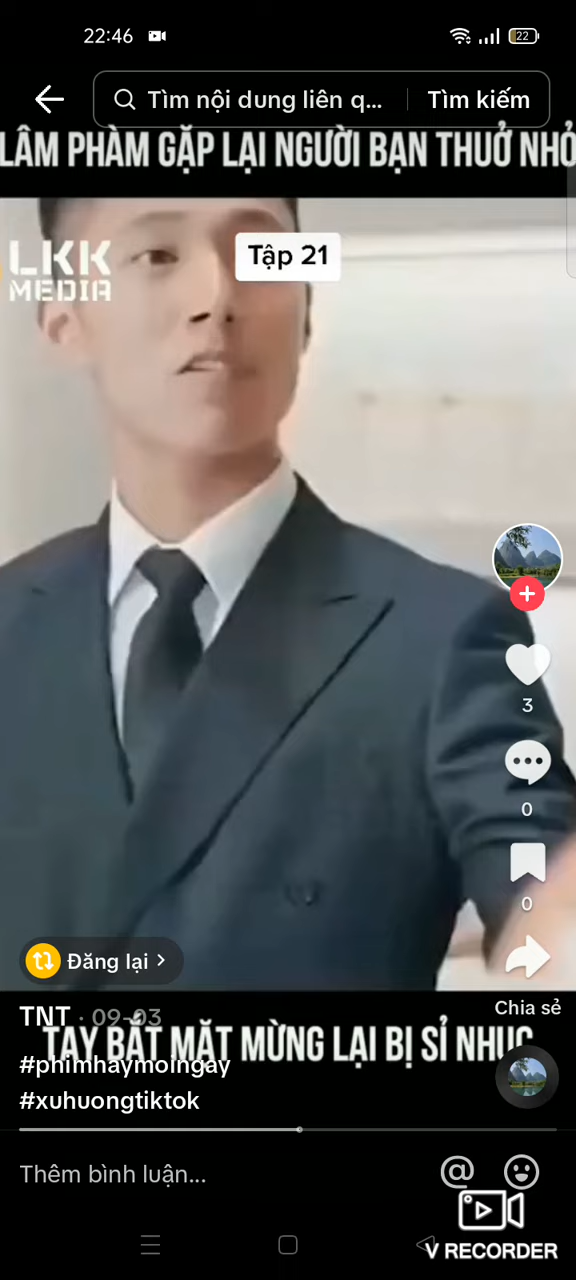 22:46
22
Tìm nội dung liên q...
Tìm kiếm
LÂM PHÀM GẶP LẠI NGƯỜI BẠN THUỞ NHỎ
LKK
MEDIA
Tập 21
3
0
0
Đăng lại
Chia sẻ
TNT · 09-03
TAY BẮT MẶT MỪNG LẠI BỊ SỈ NHỤC
#phimhaymoingay
#xuhuongtiktok
Thêm bình luận...
V RECORDER